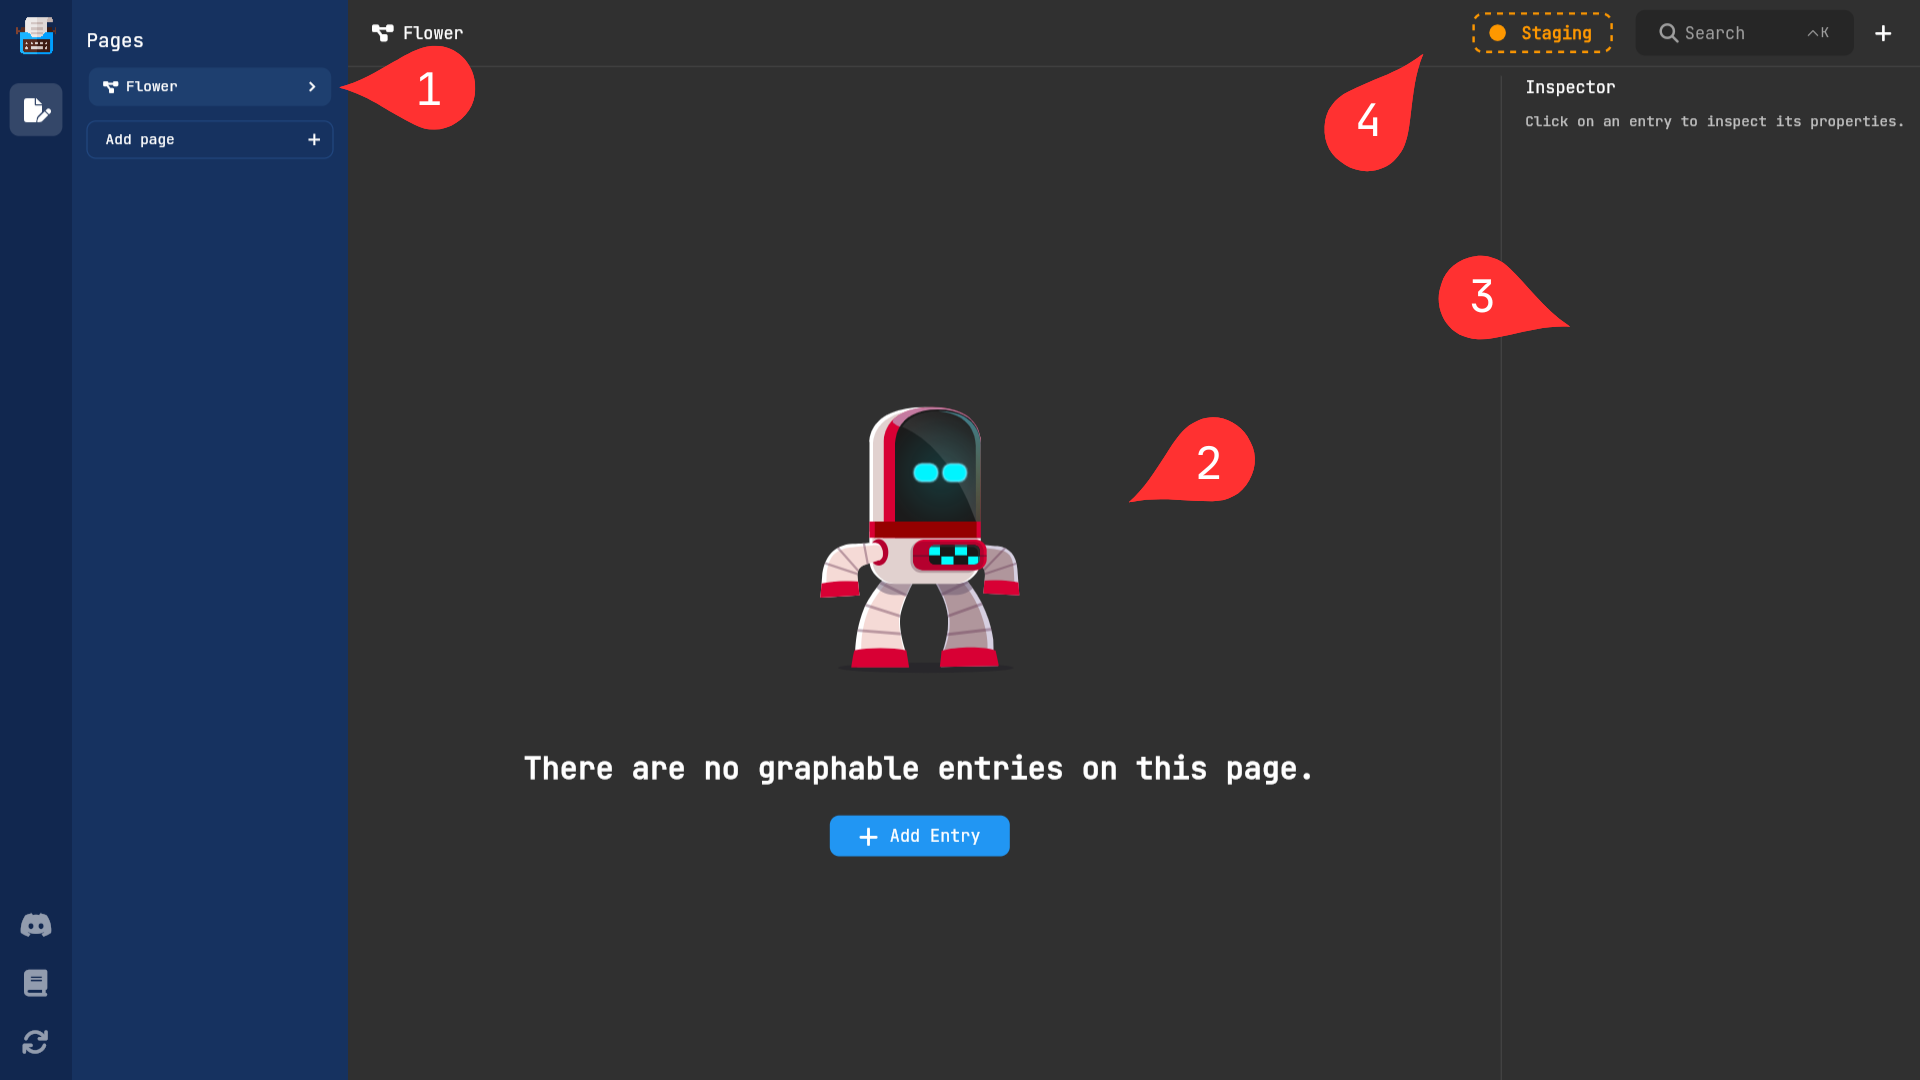 Pages
Flower
Add page
Flower
Staging
Search
^K
Inspector
Click on an entry to inspect its properties.
1
4
3
2
There are no graphable entries on this page.
Add Entry